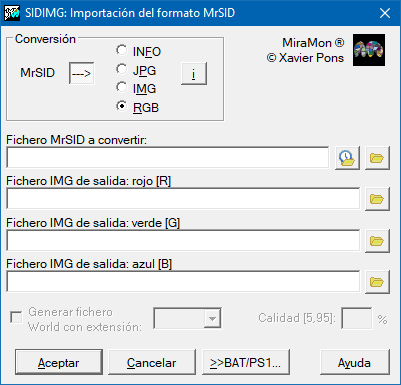 SIDIMG: Importación del formato MrSID
Conversión
MiraMon ®
© Xavier Pons
MrSID
--->
INFO
JPG
IMG
RGB
i
Fichero MrSID a convertir:
Fichero IMG de salida: rojo [R]
Fichero IMG de salida: verde [G]
Fichero IMG de salida: azul [B]
Generar fichero
World con extensión:
Calidad [5,95]:
%
Aceptar
Cancelar
>>BAT/PS1...
Ayuda